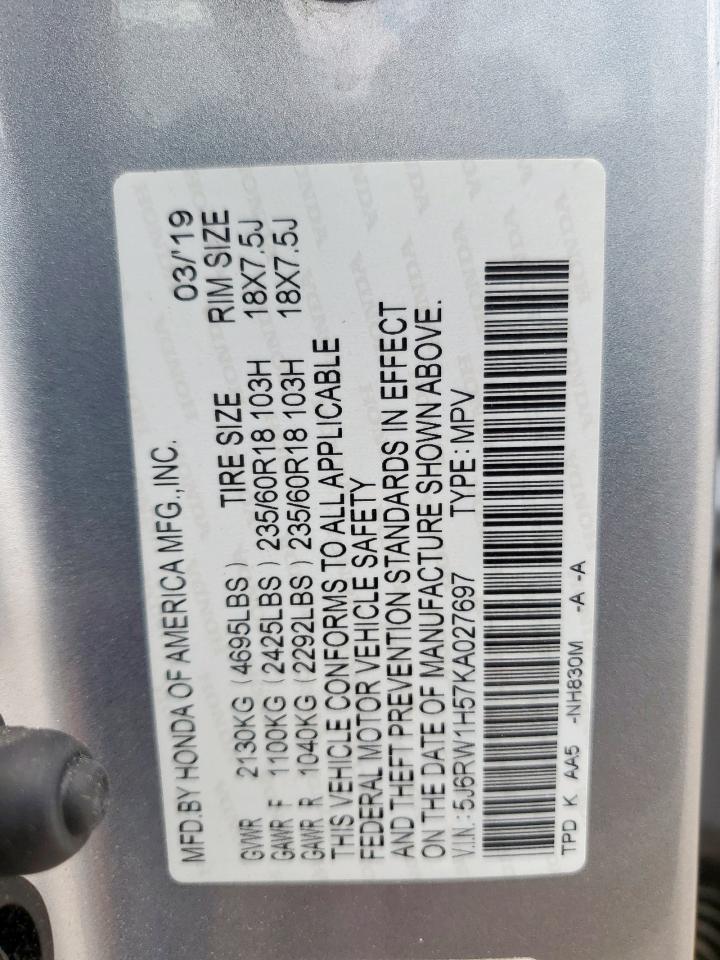 MFD. BY HONDA OF AMERICA MFG., INC. 03/'19
TIRE SIZE RIM SIZE
GVWR 2130KG (4695LBS)
GAWR F 1100KG (2425LBS) 235/60R18 103H 18X7.5J
GAWR R 1040KG (2292LBS) 235/60R18 103H 18X7.5J
THIS VEHICLE CONFORMS TO ALL APPLICABLE
FEDERAL MOTOR VEHICLE SAFETY
AND THEFT PREVENTION STANDARDS IN EFFECT
ON THE DATE OF MANUFACTURE SHOWN ABOVE.
V.I.N.: 5J6RW1H57KA027697 TYPE: MPV
TPD K AA5 -NH830M -A -A